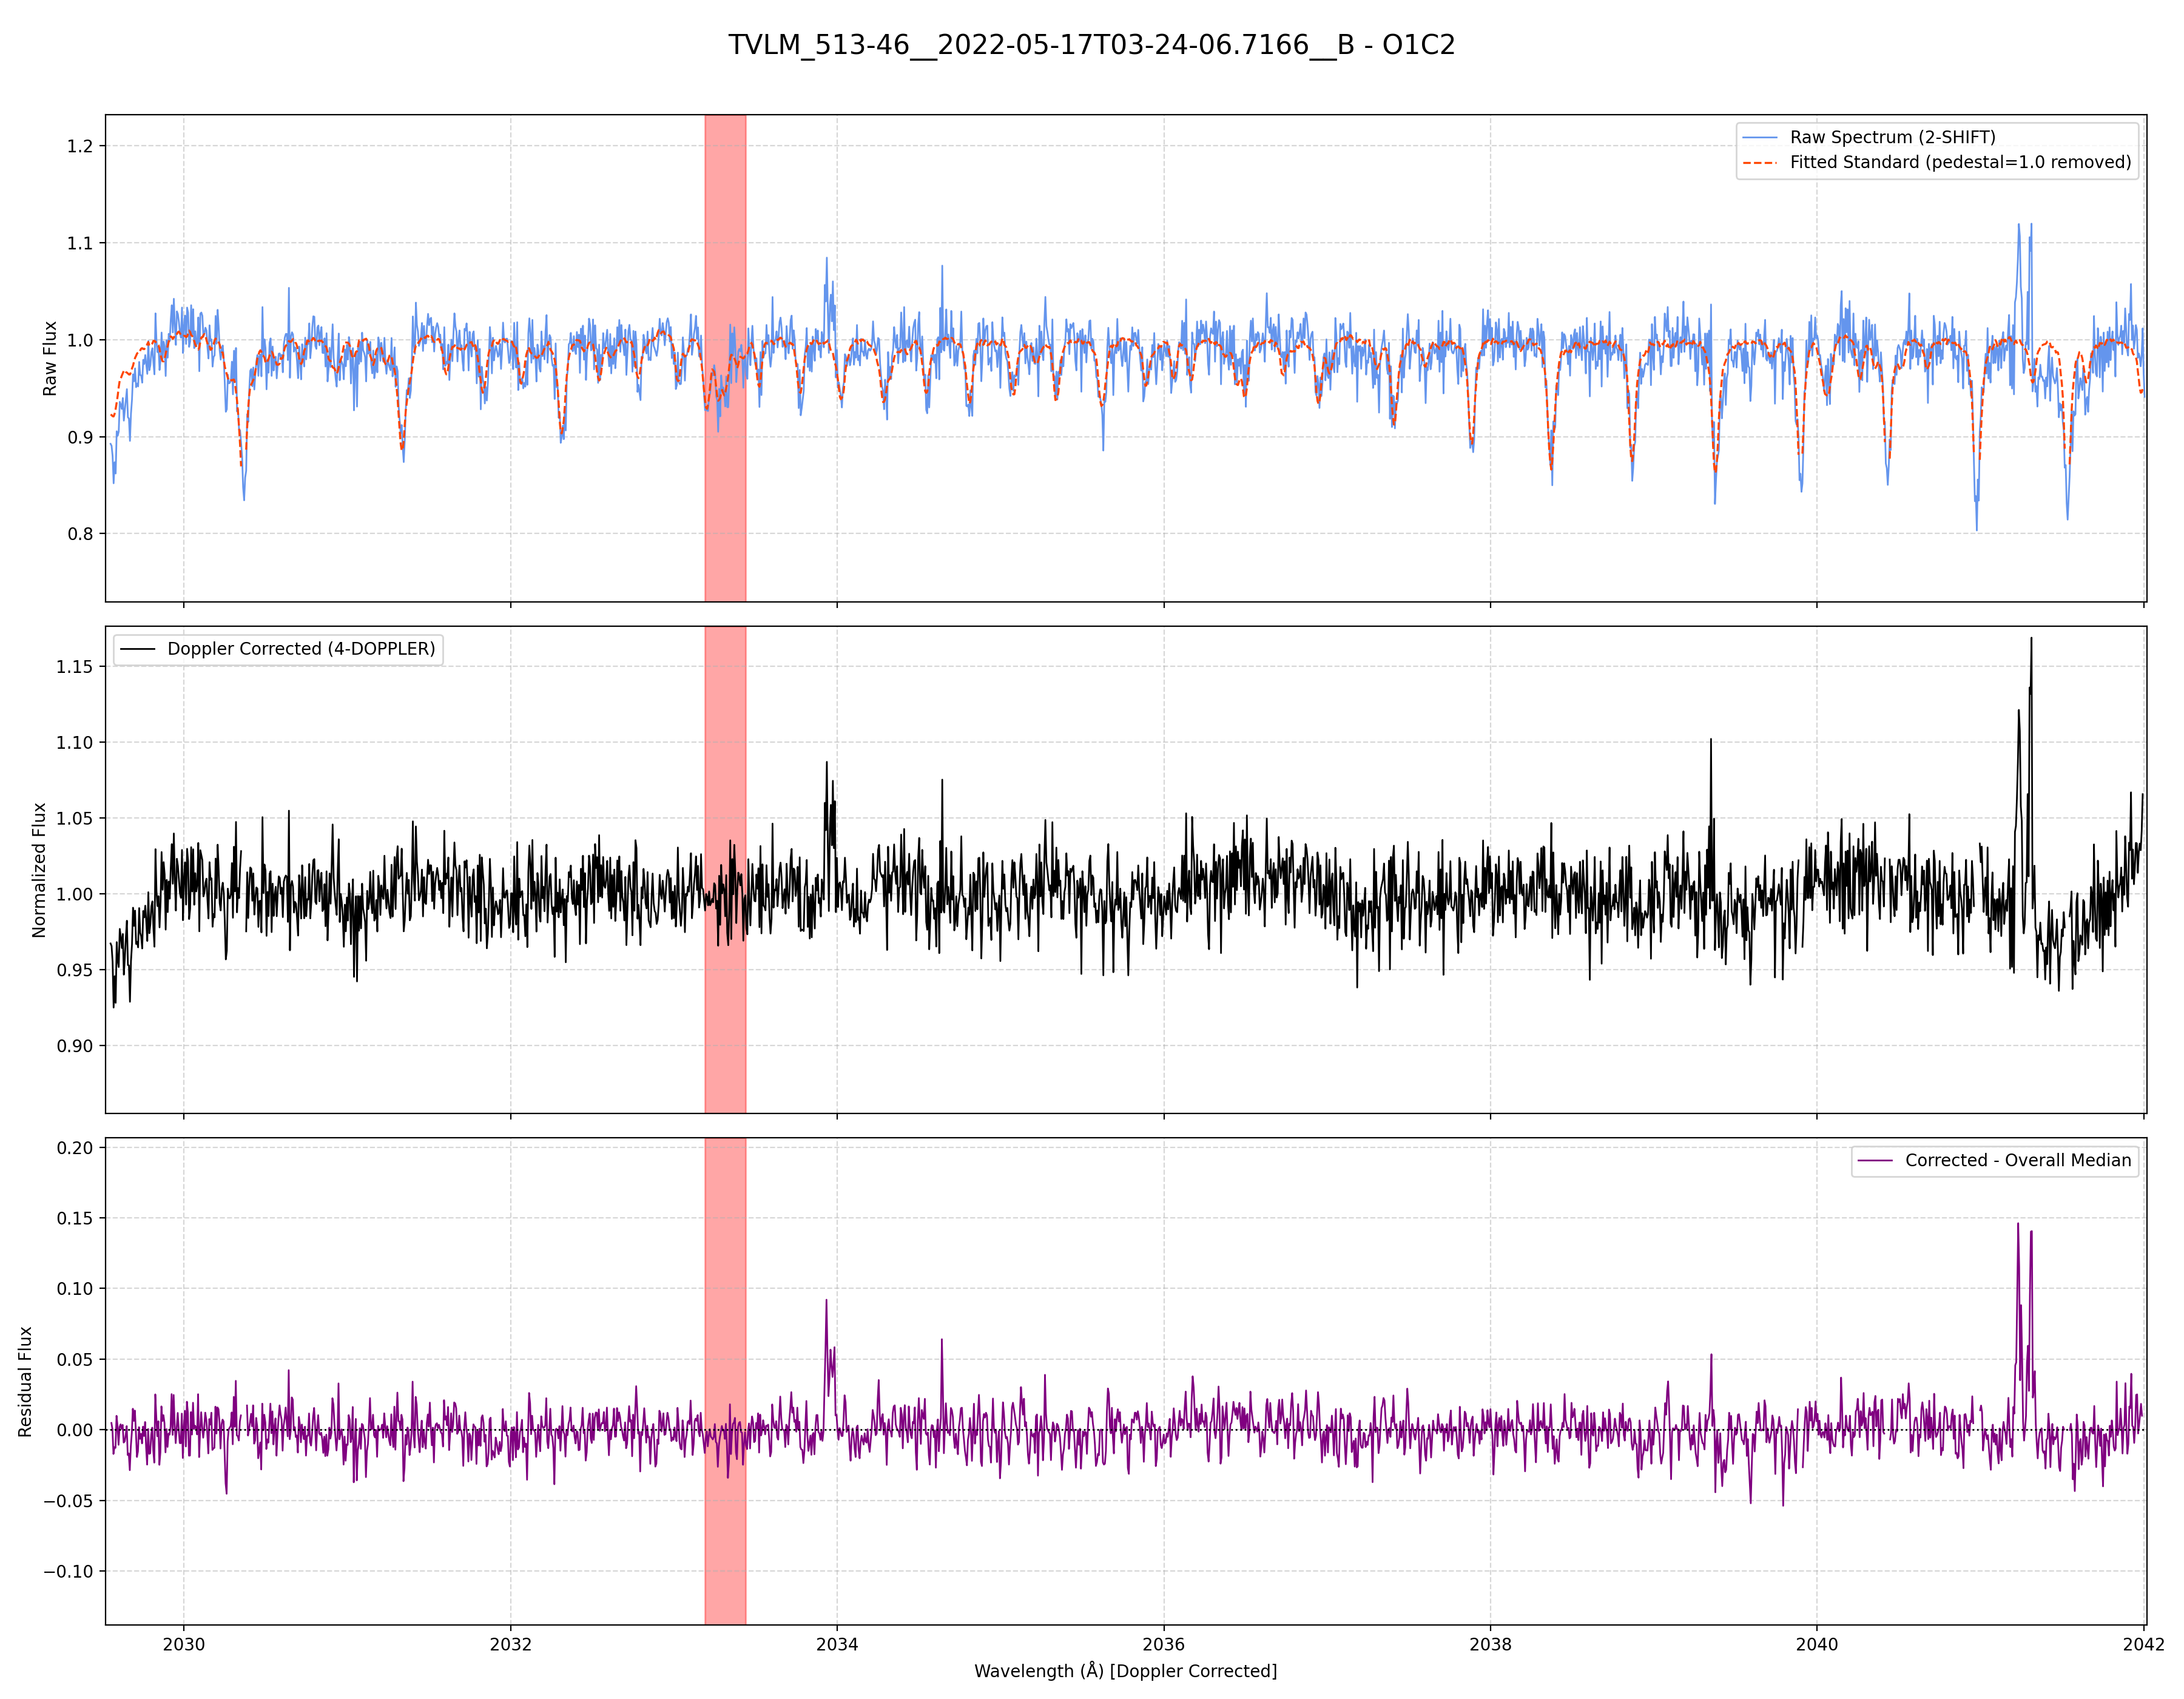 TVLM_513-46__2022-05-17T03-24-06.7166__B - O1C2
1.2
1.1
1.0
0.9
0.8
Raw Flux
Raw Spectrum (2-SHIFT)
Fitted Standard (pedestal=1.0 removed)
1.15
1.10
1.05
1.00
0.95
0.90
Normalized Flux
Doppler Corrected (4-DOPPLER)
0.20
0.15
0.10
0.05
0.00
−0.05
−0.10
Residual Flux
Corrected - Overall Median
2030 2032 2034 2036 2038 2040 2042
Wavelength (Å) [Doppler Corrected]